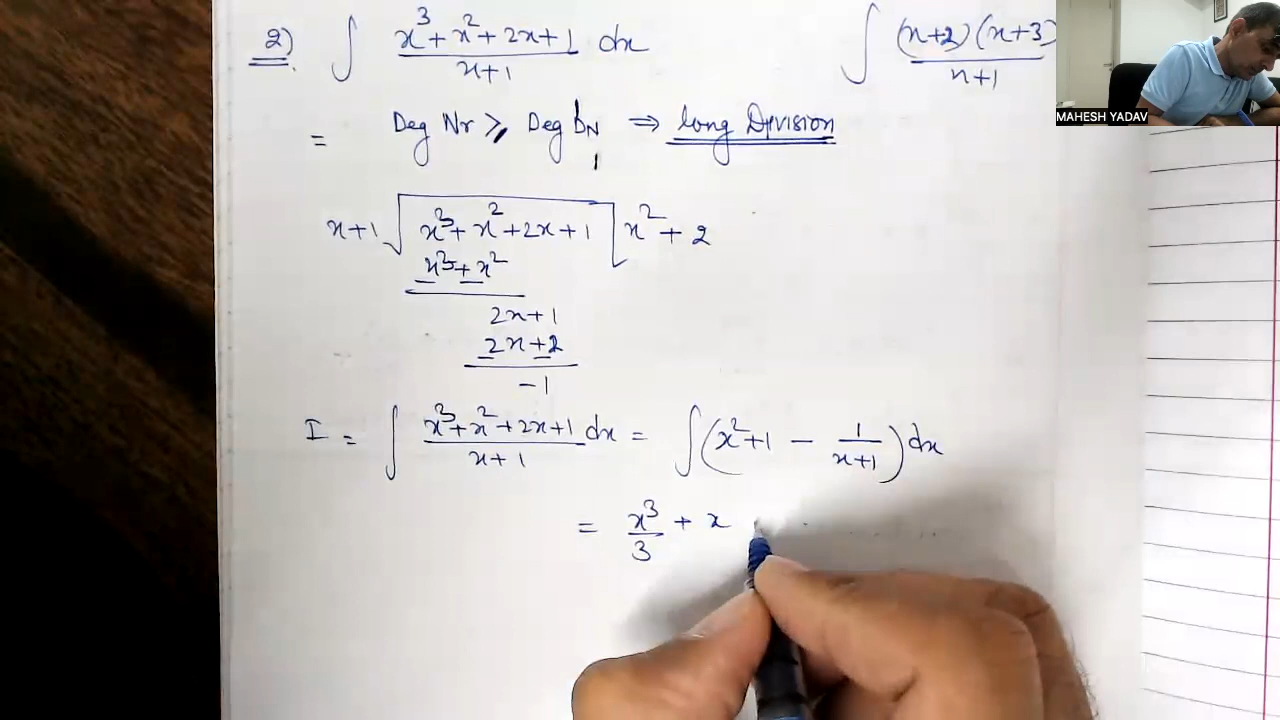 2) ∫ (x³ + x² + 2x + 1)/(x+1) dx
∫ (x+2)(x+3)/(x+1)
MAHESH YADAV
= Deg Nr ≥ Deg DN ⇒ long Division
1
x+1 √ x³ + x² + 2x + 1 | x² + 2
x³ + x²
2x + 1
2x + 2
-1
I = ∫ (x³ + x² + 2x + 1)/(x+1) dx = ∫ (x² + 1 − 1/(x+1)) dx
= x³/3 + x